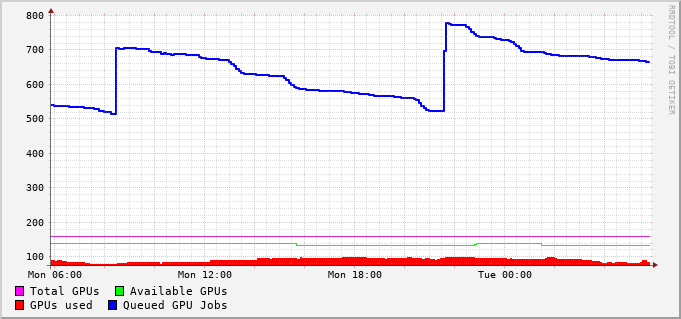 800
700
600
500
400
300
200
100
Mon 06:00 Mon 12:00 Mon 18:00 Tue 00:00
Total GPUs Available GPUs
GPUs used Queued GPU Jobs
RRDTOOL / TOBI OETIKER